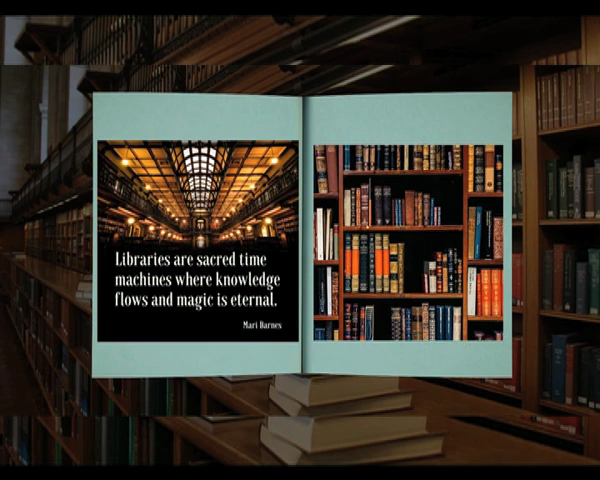 Libraries are sacred time
machines where knowledge
flows and magic is eternal.
Mari Barnes